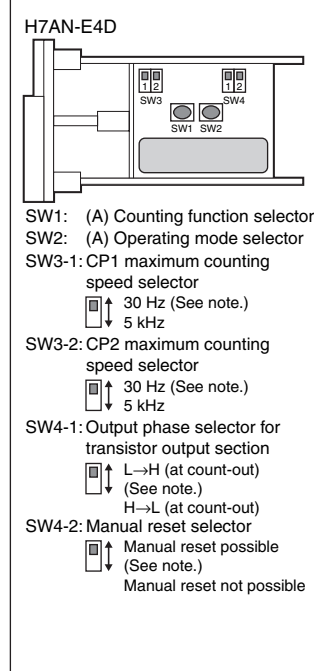 H7AN-E4D
1 2
1 2
SW3
SW4
SW1 SW2
SW1: (A) Counting function selector
SW2: (A) Operating mode selector
SW3-1: CP1 maximum counting
speed selector
30 Hz (See note.)
5 kHz
SW3-2: CP2 maximum counting
speed selector
30 Hz (See note.)
5 kHz
SW4-1: Output phase selector for
transistor output section
L→H (at count-out)
(See note.)
H→L (at count-out)
SW4-2: Manual reset selector
Manual reset possible
(See note.)
Manual reset not possible